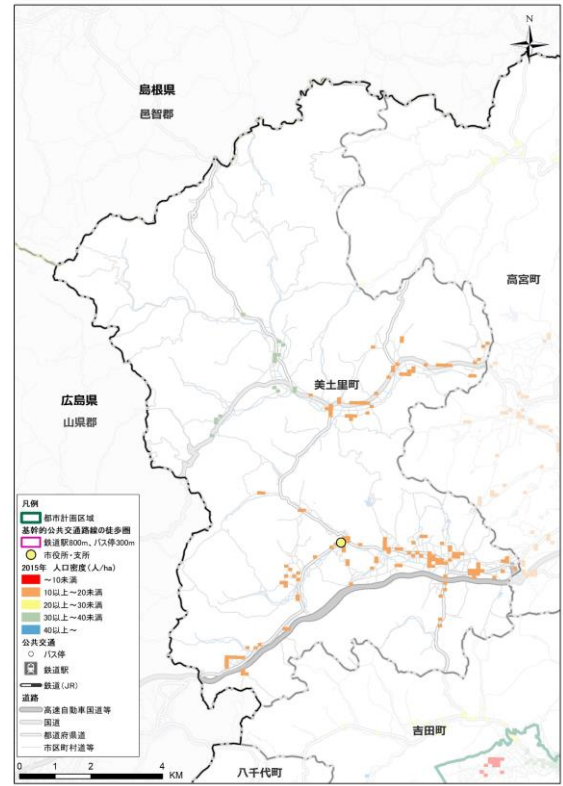 N
島根県
邑智郡
高宮町
美土里町
広島県
山県郡
凡例
都市計画区域
基幹的公共交通路線の徒歩圏
鉄道駅800m、バス停300m
市役所・支所
2015年 人口密度(人/ha)
～10未満
10以上～20未満
20以上～30未満
30以上～40未満
40以上～
公共交通
バス停
鉄道駅
鉄道(JR)
道路
高速自動車国道等
国道
都道府県道
市区町村道等
吉田町
八千代町
0 1 2 4
KM